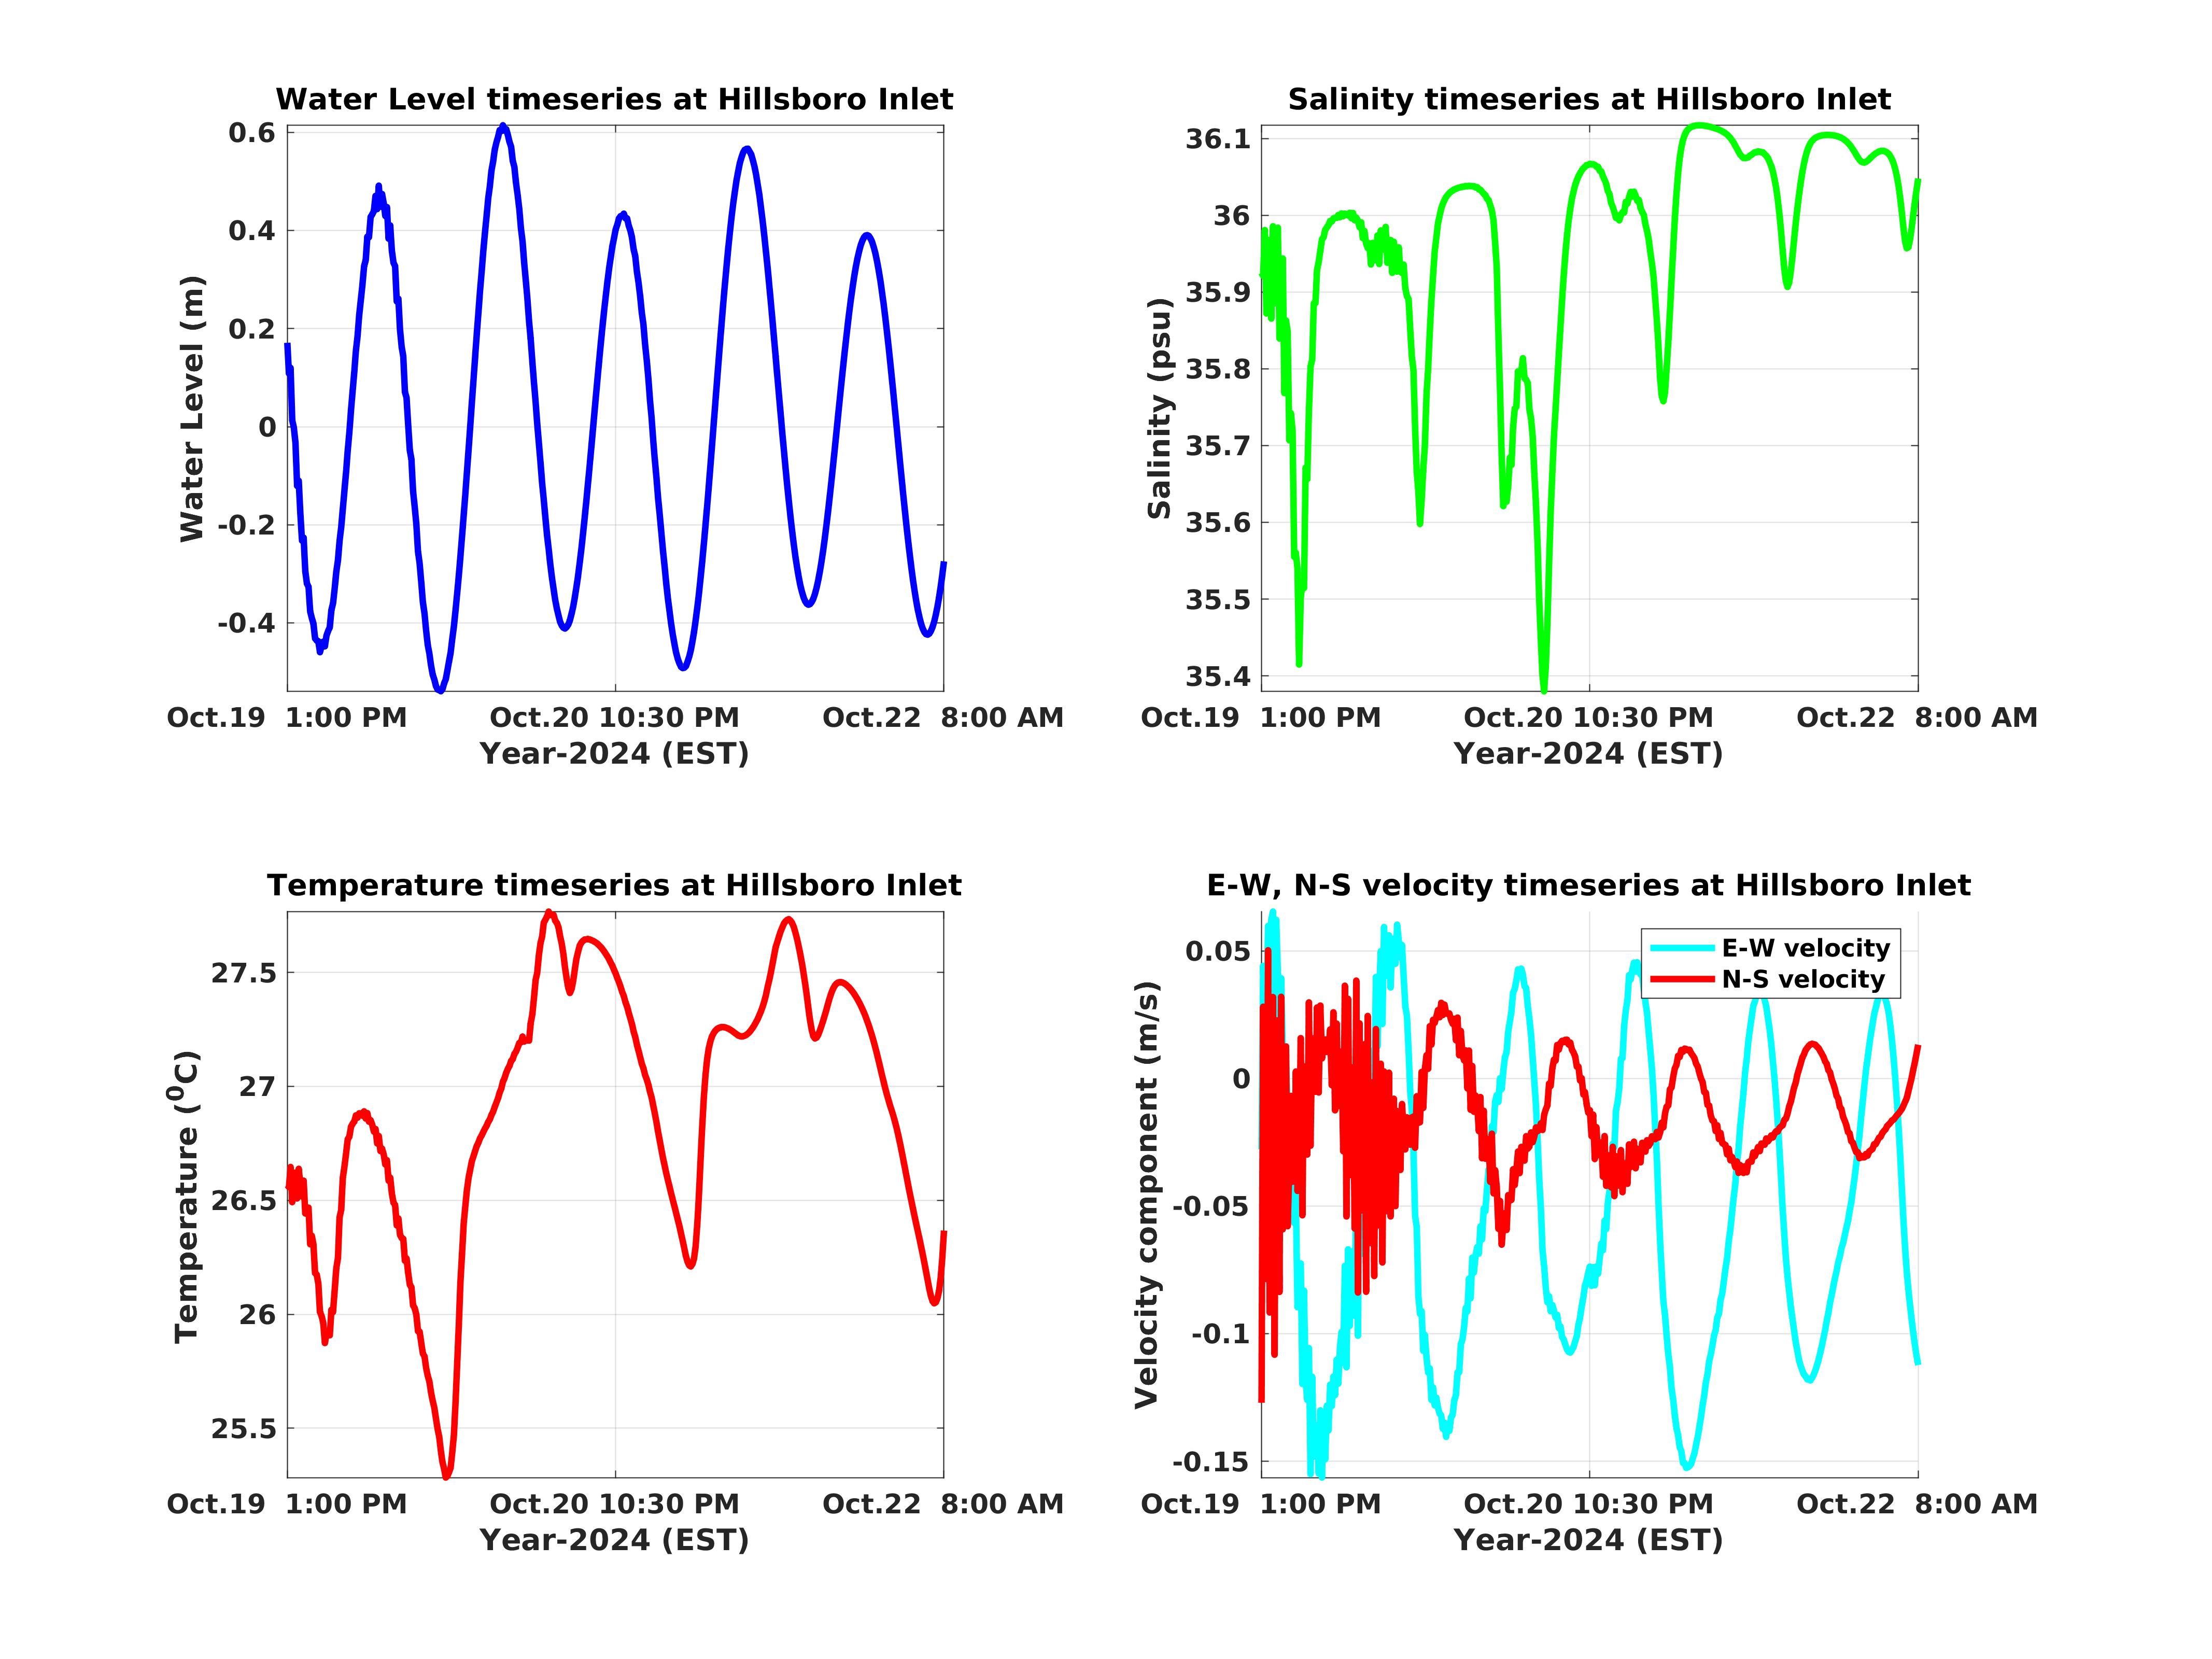 Water Level timeseries at Hillsboro Inlet
0.6
0.4
0.2
0
-0.2
-0.4
Water Level (m)
Oct.19 1:00 PM
Oct.20 10:30 PM
Oct.22 8:00 AM
Year-2024 (EST)
Salinity timeseries at Hillsboro Inlet
36.1
36
35.9
35.8
35.7
35.6
35.5
35.4
Salinity (psu)
Oct.19 1:00 PM
Oct.20 10:30 PM
Oct.22 8:00 AM
Year-2024 (EST)
Temperature timeseries at Hillsboro Inlet
27.5
27
26.5
26
25.5
Temperature (⁰C)
Oct.19 1:00 PM
Oct.20 10:30 PM
Oct.22 8:00 AM
Year-2024 (EST)
E-W, N-S velocity timeseries at Hillsboro Inlet
E-W velocity
N-S velocity
0.05
0
-0.05
-0.1
-0.15
Velocity component (m/s)
Oct.19 1:00 PM
Oct.20 10:30 PM
Oct.22 8:00 AM
Year-2024 (EST)